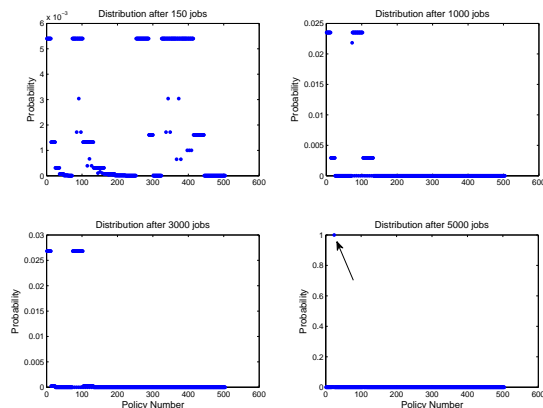 Distribution after 150 jobs
x 10
-3
6
5
4
3
2
1
0
Probability
0 100 200 300 400 500 600
Distribution after 1000 jobs
0.025
0.02
0.015
0.01
0.005
0
Probability
0 100 200 300 400 500 600
Distribution after 3000 jobs
0.03
0.025
0.02
0.015
0.01
0.005
0
Probability
0 100 200 300 400 500 600
Policy Number
Distribution after 5000 jobs
1
0.8
0.6
0.4
0.2
0
Probability
0 100 200 300 400 500 600
Policy Number